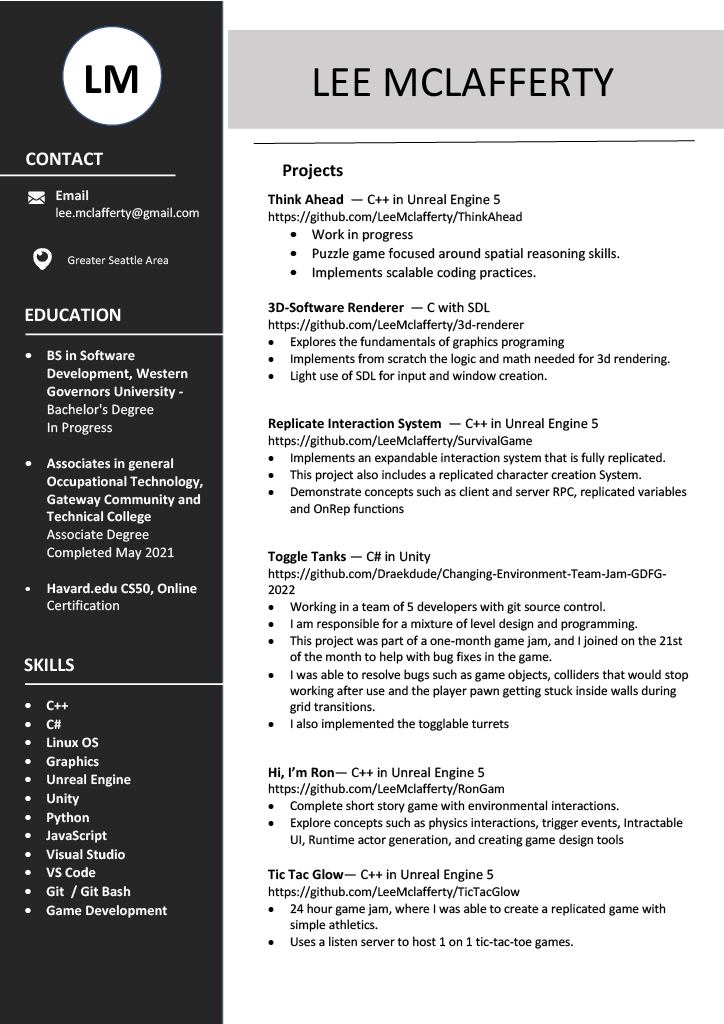 LM
CONTACT
Email
lee.mclafferty@gmail.com
Greater Seattle Area
EDUCATION
• BS in Software
Development, Western
Governors University -
Bachelor's Degree
In Progress
• Associates in general
Occupational Technology,
Gateway Community and
Technical College
Associate Degree
Completed May 2021
• Havard.edu CS50, Online
Certification
SKILLS
• C++
• C#
• Linux OS
• Graphics
• Unreal Engine
• Unity
• Python
• JavaScript
• Visual Studio
• VS Code
• Git / Git Bash
• Game Development
LEE MCLAFFERTY
Projects
Think Ahead — C++ in Unreal Engine 5
https://github.com/LeeMclafferty/ThinkAhead
• Work in progress
• Puzzle game focused around spatial reasoning skills.
• Implements scalable coding practices.
3D-Software Renderer — C with SDL
https://github.com/LeeMclafferty/3d-renderer
• Explores the fundamentals of graphics programing
• Implements from scratch the logic and math needed for 3d rendering.
• Light use of SDL for input and window creation.
Replicate Interaction System — C++ in Unreal Engine 5
https://github.com/LeeMclafferty/SurvivalGame
• Implements an expandable interaction system that is fully replicated.
• This project also includes a replicated character creation System.
• Demonstrate concepts such as client and server RPC, replicated variables
and OnRep functions
Toggle Tanks — C# in Unity
https://github.com/Draekdude/Changing-Environment-Team-Jam-GDFG-
2022
• Working in a team of 5 developers with git source control.
• I am responsible for a mixture of level design and programming.
• This project was part of a one-month game jam, and I joined on the 21st
of the month to help with bug fixes in the game.
• I was able to resolve bugs such as game objects, colliders that would stop
working after use and the player pawn getting stuck inside walls during
grid transitions.
• I also implemented the togglable turrets
Hi, I’m Ron— C++ in Unreal Engine 5
https://github.com/LeeMclafferty/RonGam
• Complete short story game with environmental interactions.
• Explore concepts such as physics interactions, trigger events, Intractable
UI, Runtime actor generation, and creating game design tools
Tic Tac Glow— C++ in Unreal Engine 5
https://github.com/LeeMclafferty/TicTacGlow
• 24 hour game jam, where I was able to create a replicated game with
simple athletics.
• Uses a listen server to host 1 on 1 tic-tac-toe games.